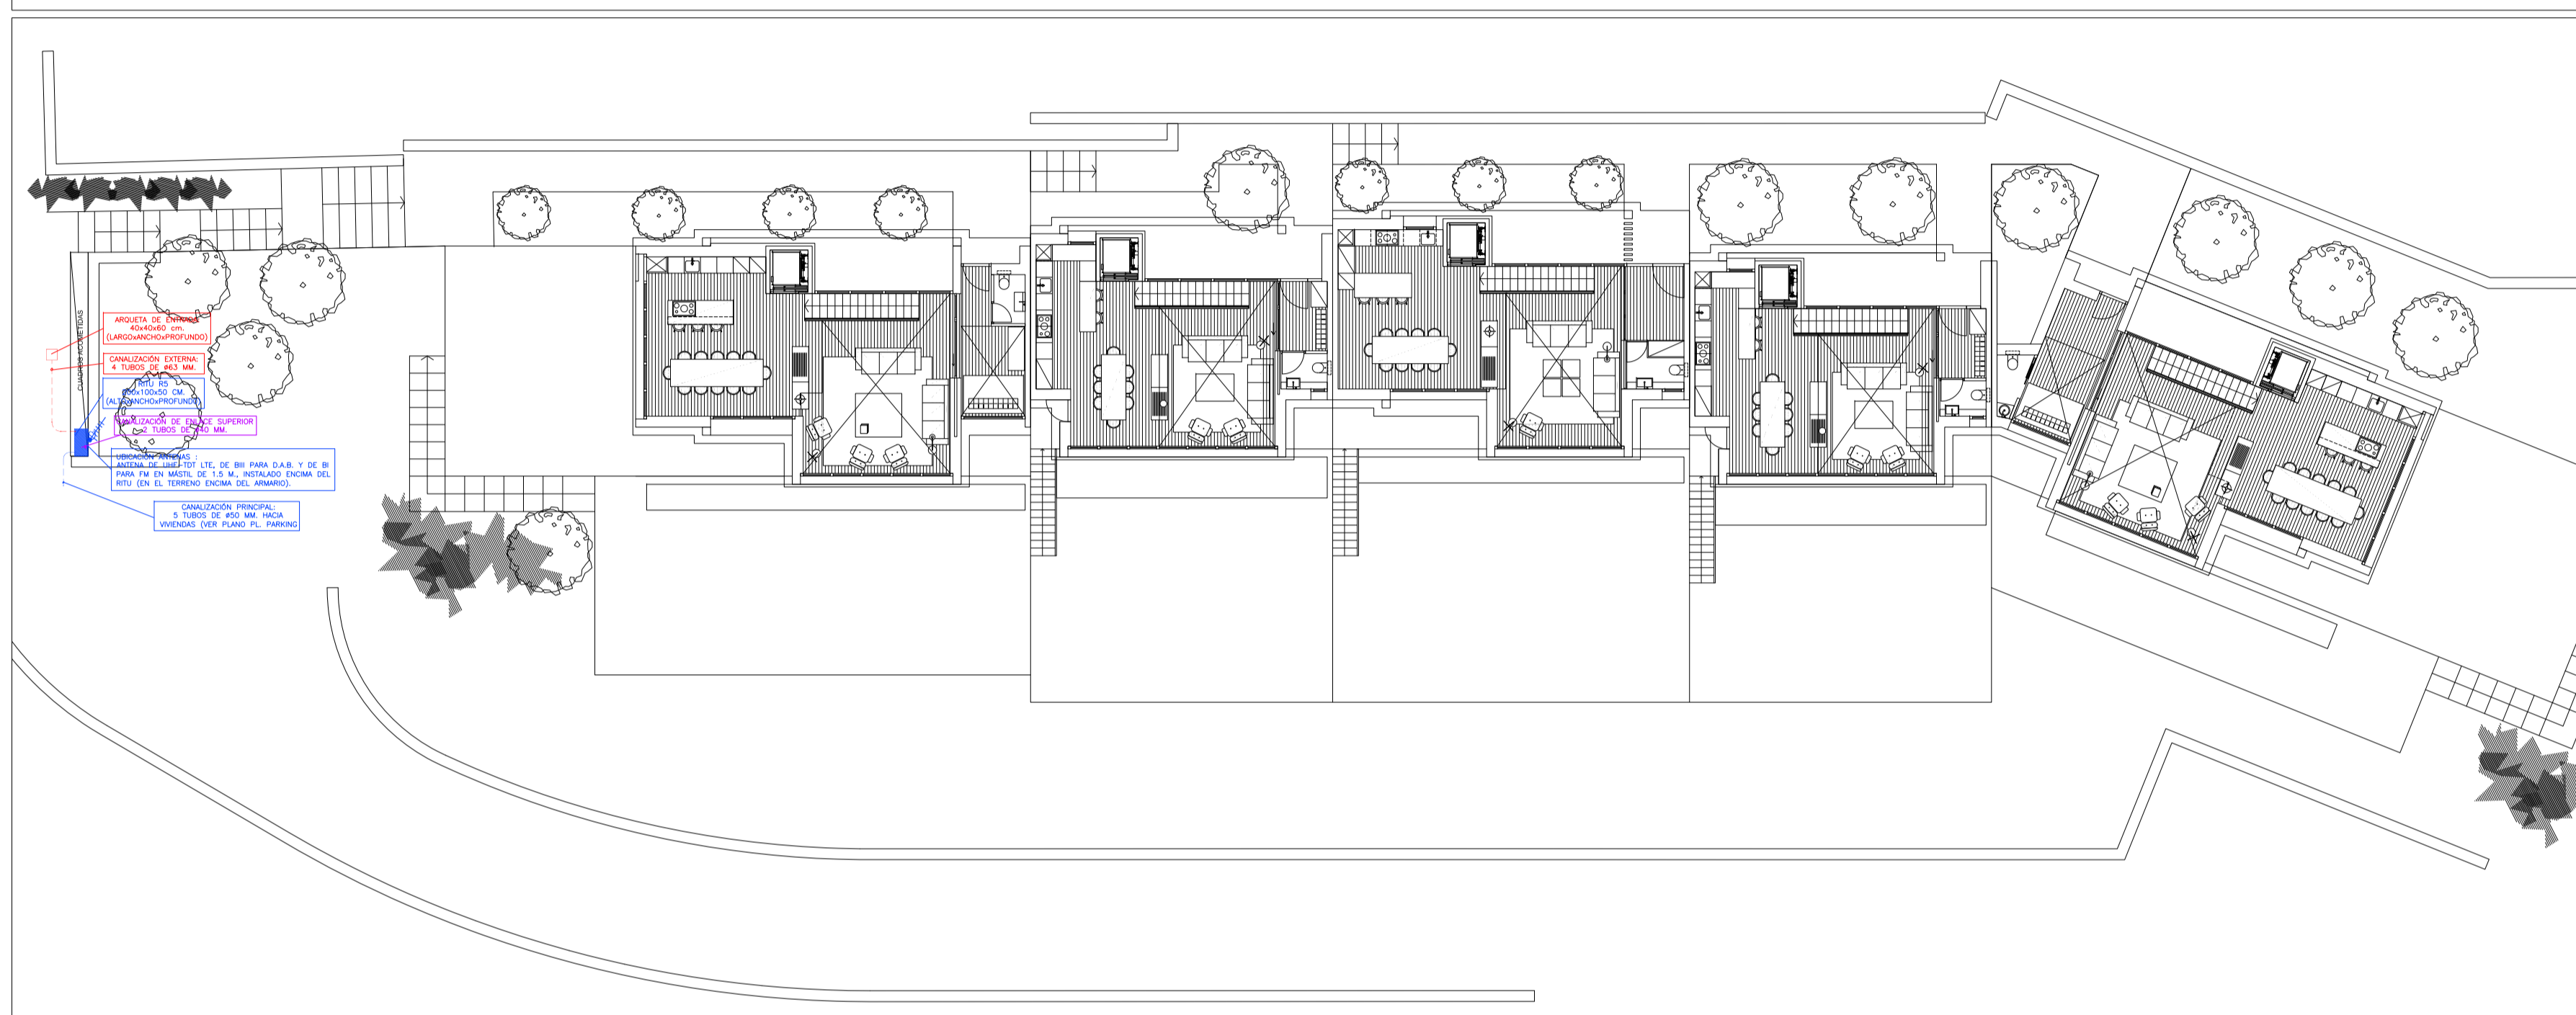 CUADROS ACOMETIDAS
ARQUETA DE ENTRADA
40x40x60 cm.
(LARGOxANCHOxPROFUNDO)
CANALIZACIÓN EXTERNA:
4 TUBOS DE ø63 MM.
RITU R5
(ALTOxANCHOxPROFUNDO)
CANALIZACIÓN DE ENLACE SUPERIOR
2 TUBOS DE ø40 MM.
UBICACIÓN ANTENAS :
ANTENA DE UHF-TDT LTE, DE BIII PARA D.A.B. Y DE BI
PARA FM EN MÁSTIL DE 1.5 M., INSTALADO ENCIMA DEL
RITU (EN EL TERRENO ENCIMA DEL ARMARIO).
CANALIZACIÓN PRINCIPAL:
5 TUBOS DE ø50 MM. HACIA
VIVIENDAS (VER PLANO PL. PARKING